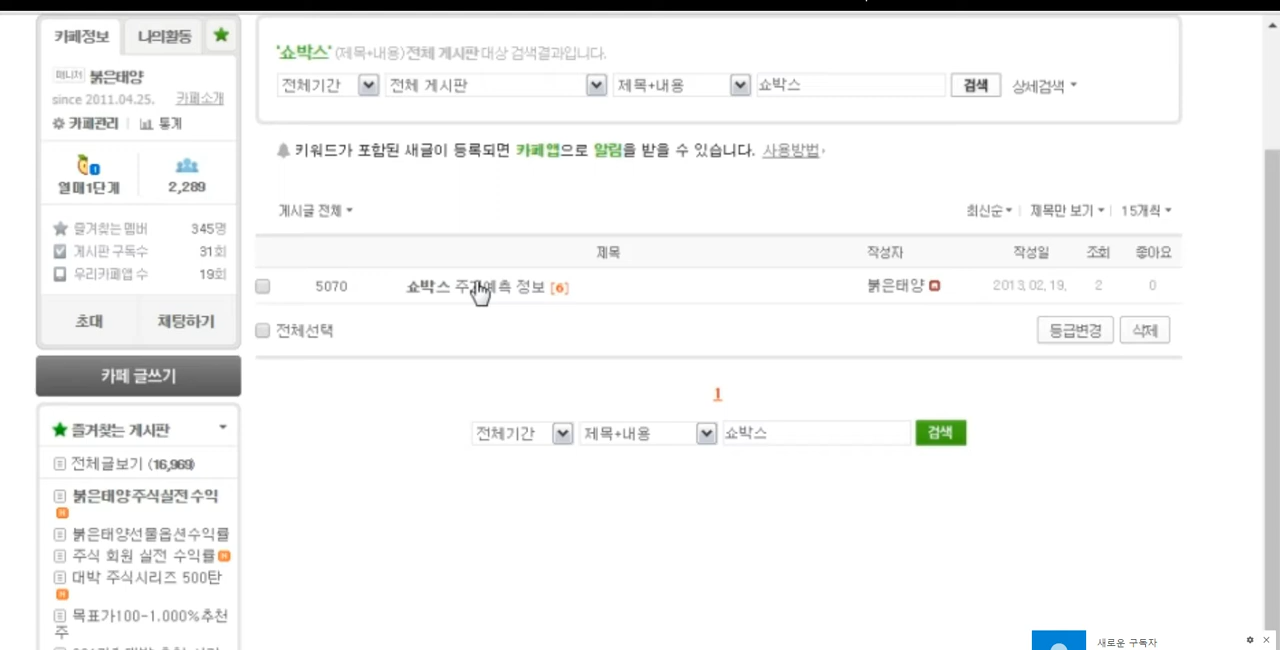 카페정보 나의활동
매니저 붉은태양
since 2011.04.25. 카페소개
카페관리 통계
열매1단계 2,289
즐겨찾는 멤버 345명
게시판 구독수 31회
우리카페앱 수 19회
초대 채팅하기
카페 글쓰기
즐겨찾는 게시판
전체글보기 (16,969)
붉은태양주식실전 수익
붉은태양선물옵션수익률
주식 회원 실전 수익률
대박 주식시리즈 500탄
목표가100-1.000%추천
주
'쇼박스' (제목+내용) 전체 게시판 대상 검색결과입니다.
전체기간 전체 게시판 제목+내용 쇼박스 검색 상세검색
키워드가 포함된 새글이 등록되면 카페앱으로 알림을 받을 수 있습니다. 사용방법
게시글 전체 최신순 제목만 보기 15개씩
제목 작성자 작성일 조회 좋아요
5070 쇼박스 주가예측 정보 [6] 붉은태양 2013.02.19. 2 0
전체선택 등급변경 삭제
1
전체기간 제목+내용 쇼박스 검색
새로운 구독자